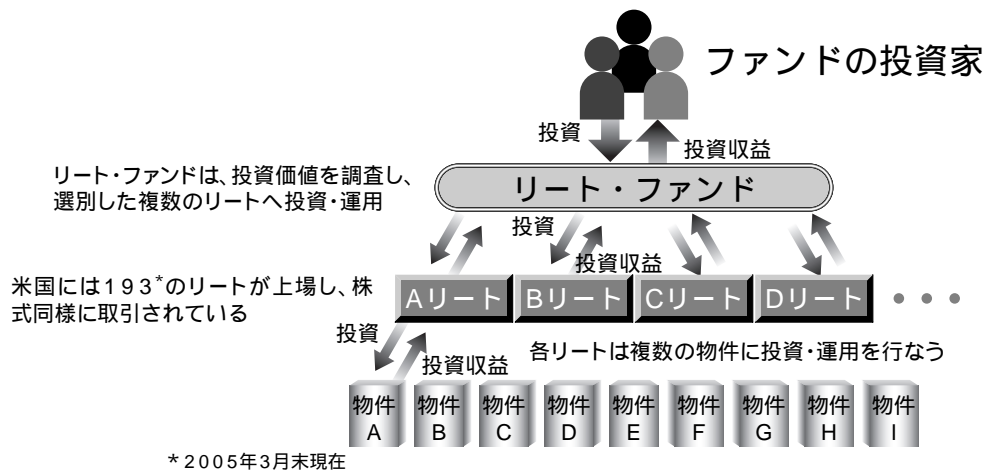 ファンドの投資家
投資
投資収益
リート・ファンドは、投資価値を調査し、
選別した複数のリートへ投資・運用
リート・ファンド
投資
投資収益
米国には193*のリートが上場し、株
式同様に取引されている
Aリート
Bリート
Cリート
Dリート
・・・
投資
投資収益
各リートは複数の物件に投資・運用を行なう
物件
A
物件
B
物件
C
物件
D
物件
E
物件
F
物件
G
物件
H
物件
I
*2005年3月末現在